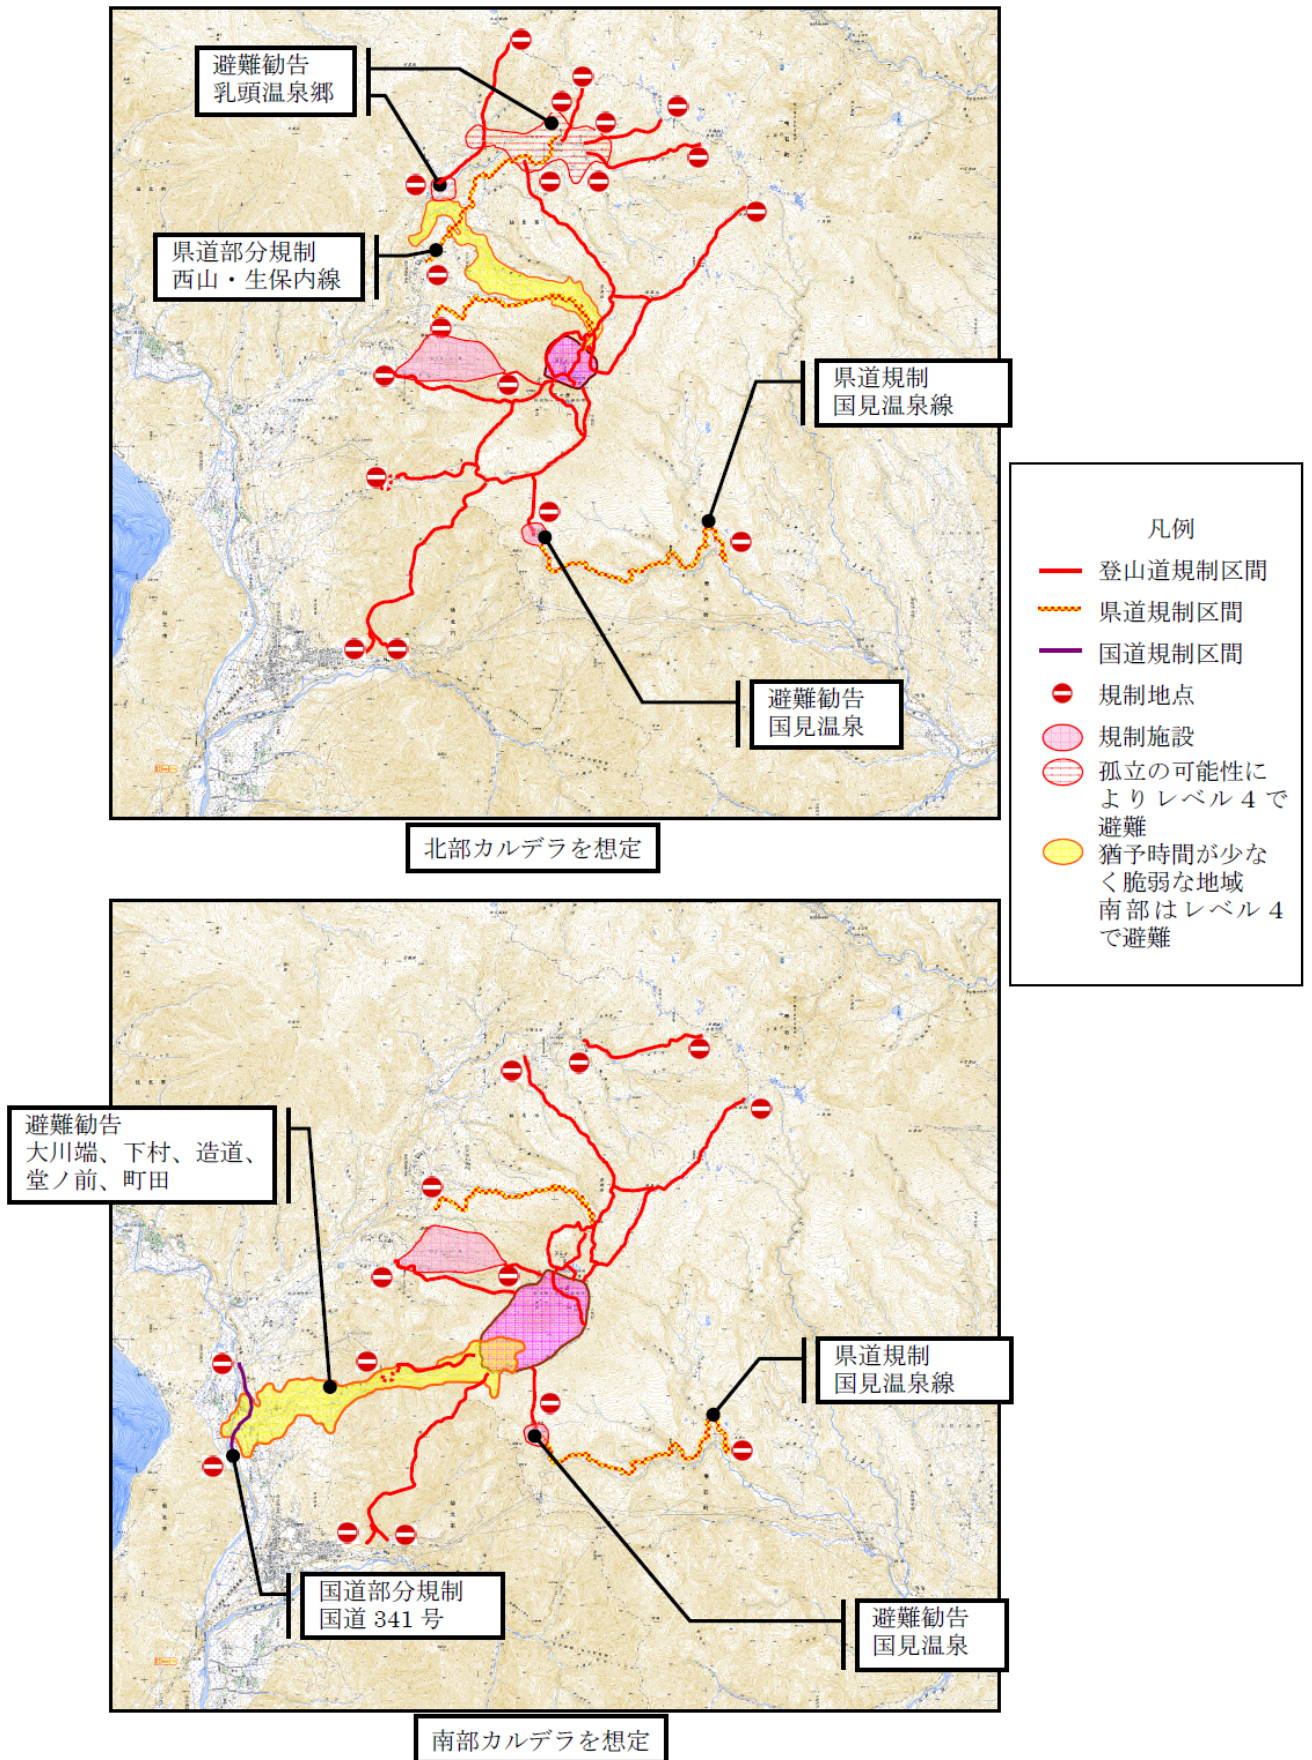 避難勧告
乳頭温泉郷
県道部分規制
西山・生保内線
県道規制
国見温泉線
避難勧告
国見温泉
北部カルデラを想定
凡例
登山道規制区間
県道規制区間
国道規制区間
規制地点
規制施設
孤立の可能性に
よりレベル４で
避難
猶予時間が少な
く脆弱な地域
南部はレベル４
で避難
避難勧告
大川端、下村、造道、
堂ノ前、町田
県道規制
国見温泉線
国道部分規制
国道 341 号
避難勧告
国見温泉
南部カルデラを想定